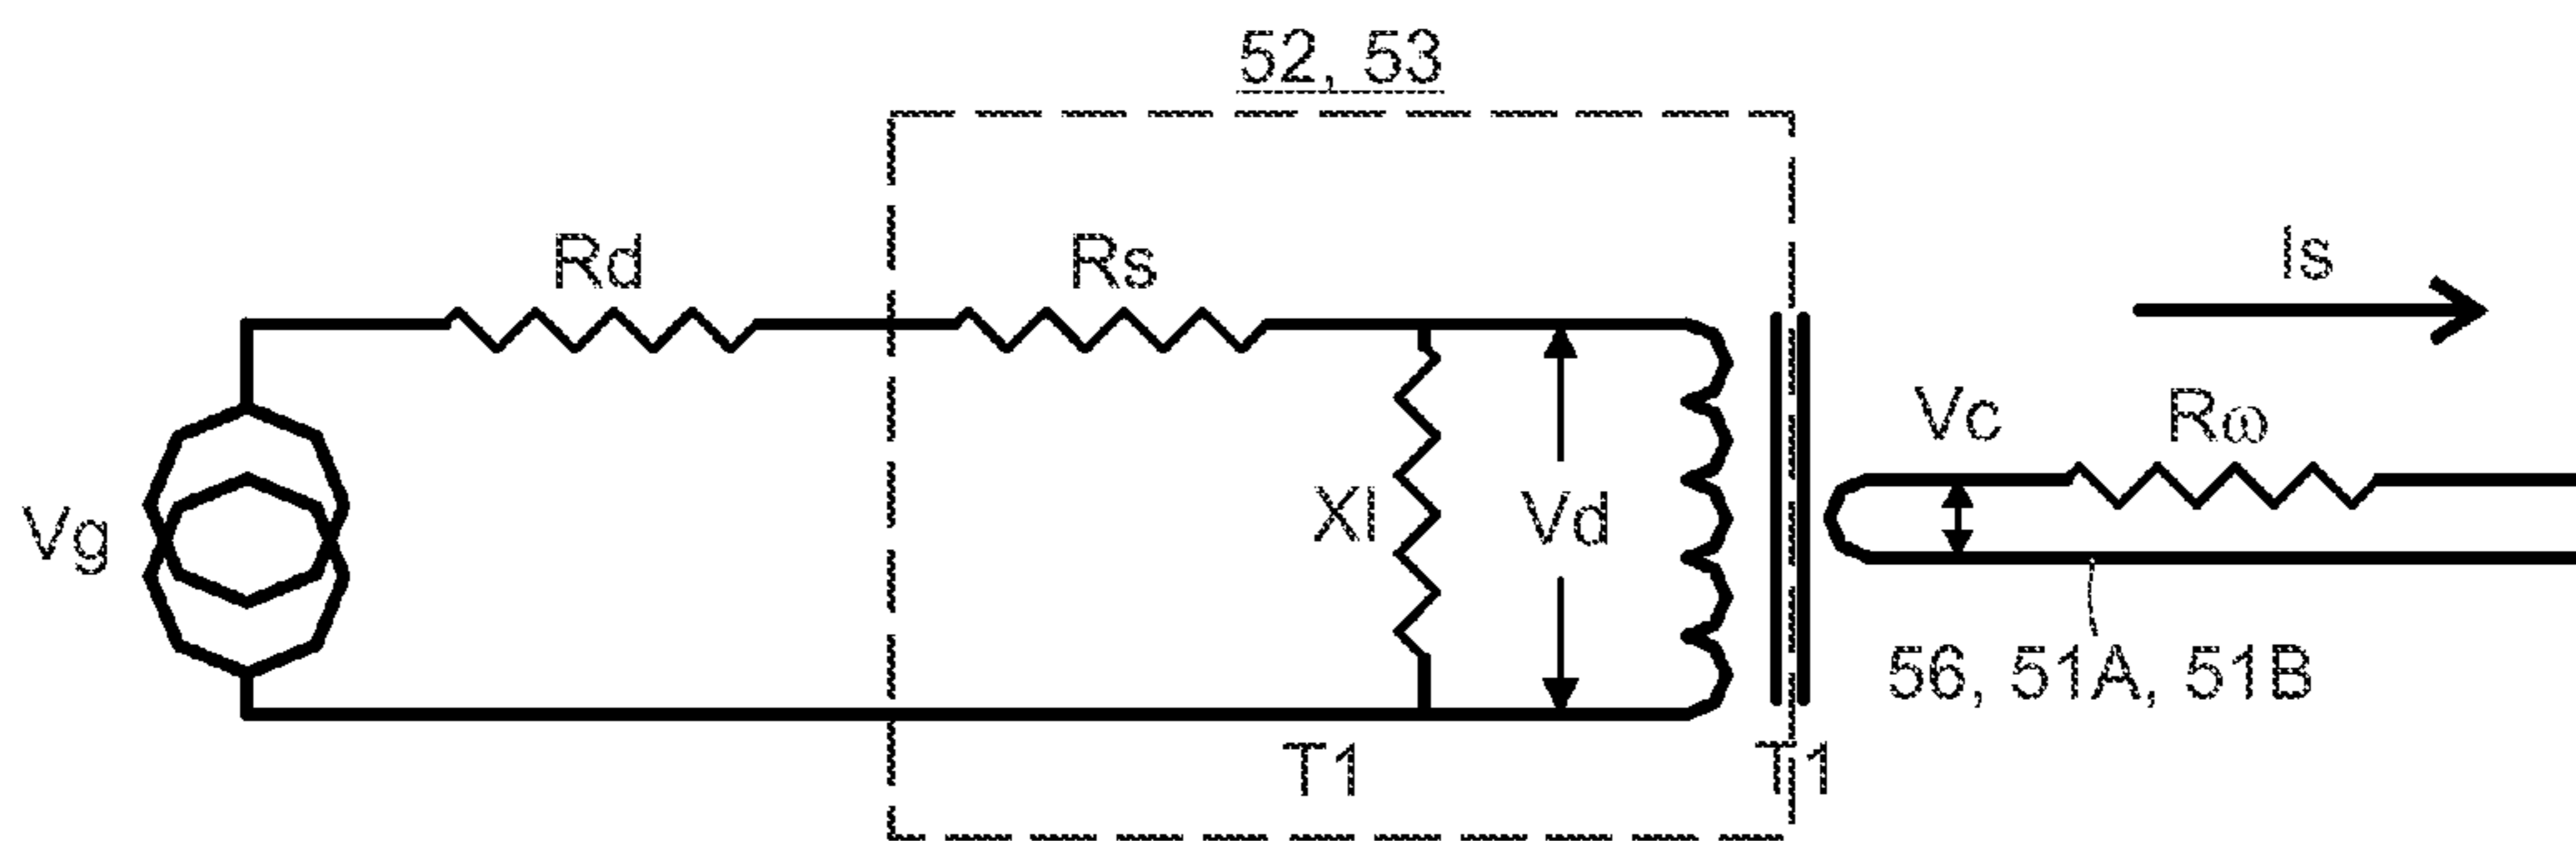 52, 53
Rd
Rs
Is
Vc
Rω
Vg
Xl
Vd
56, 51A, 51B
T1
T1